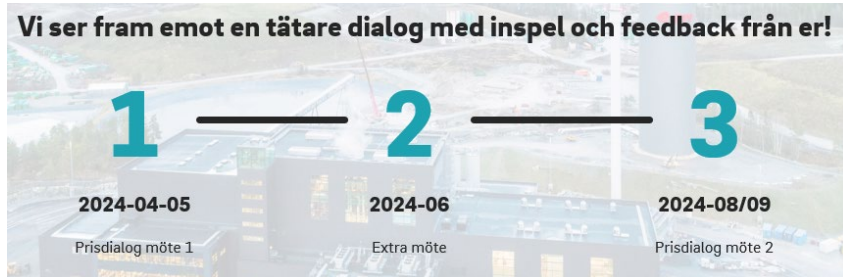 Vi ser fram emot en tätare dialog med inspel och feedback från er!
1 2 3
2024-04-05 2024-06 2024-08/09
Prisdialog möte 1 Extra möte Prisdialog möte 2